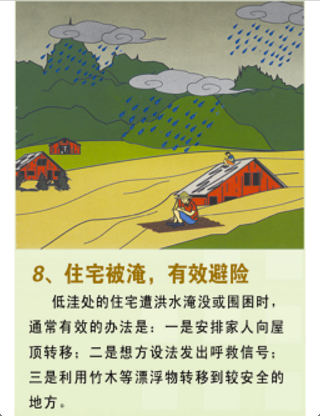 8、住宅被淹，有效避险
低洼处的住宅遭洪水淹没或围困时，
通常有效的办法是：一是安排家人向屋
顶转移；二是想方设法发出呼救信号；
三是利用竹木等漂浮物转移到较安全的
地方。